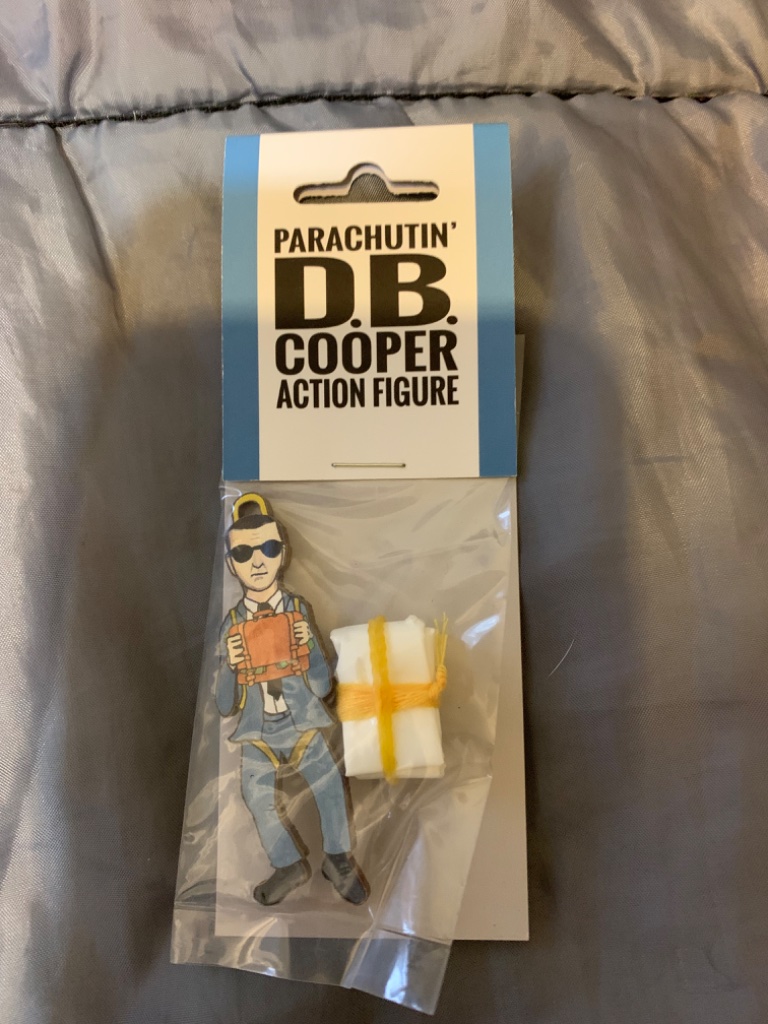 PARACHUTIN'
D.B.
COOPER
ACTION FIGURE